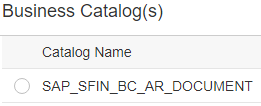 Business Catalog(s)
Catalog Name
SAP_SFIN_BC_AR_DOCUMENT